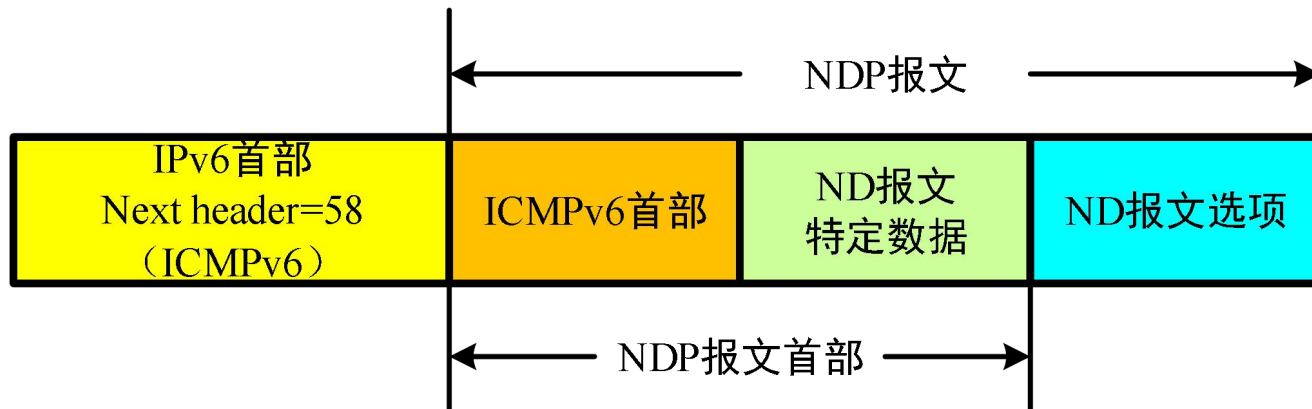 NDP报文
IPv6首部
Next header=58
（ICMPv6）
ICMPv6首部
ND报文
特定数据
ND报文选项
NDP报文首部